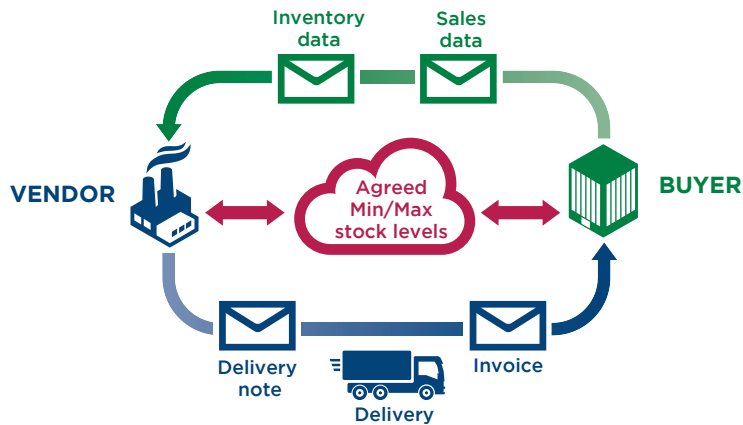 Inventory
data
Sales
data
VENDOR
Agreed
Min/Max
stock levels
BUYER
Delivery
note
Invoice
Delivery